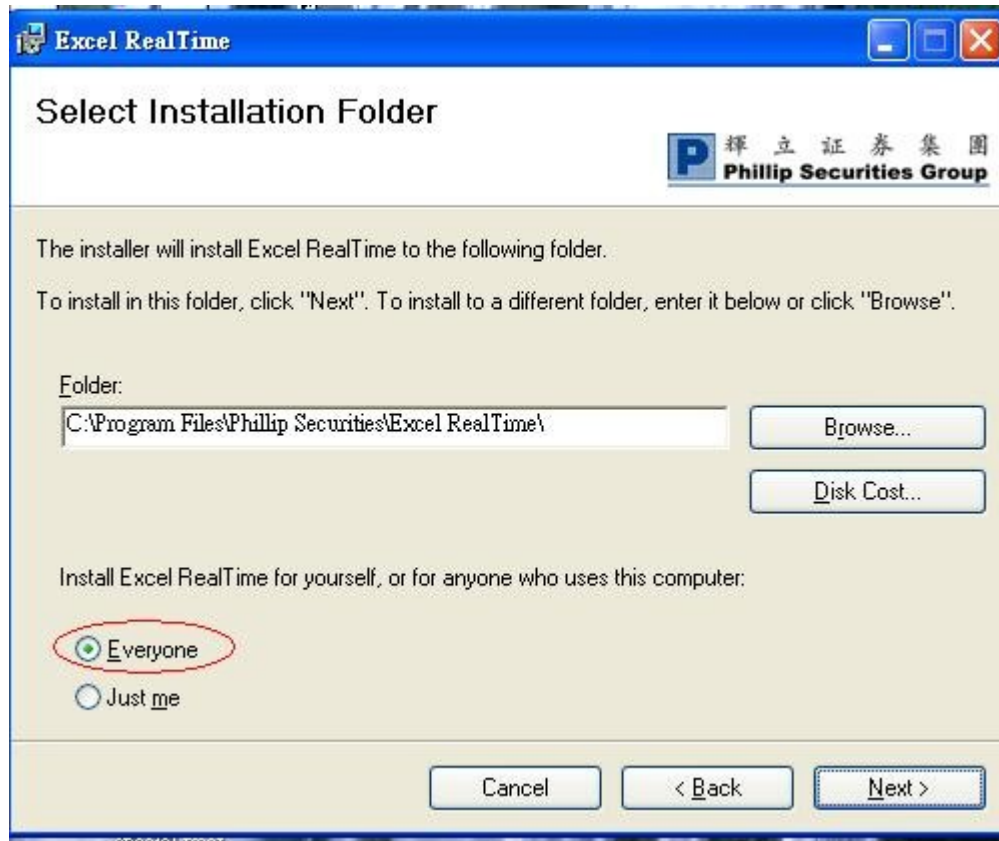 Excel RealTime
Select Installation Folder
輝立証券集團
Phillip Securities Group
The installer will install Excel RealTime to the following folder.
To install in this folder, click "Next". To install to a different folder, enter it below or click "Browse".
Folder:
C:\Program Files\Phillip Securities\Excel RealTime\
Browse...
Disk Cost...
Install Excel RealTime for yourself, or for anyone who uses this computer:
Everyone
Just me
Cancel
< Back
Next >